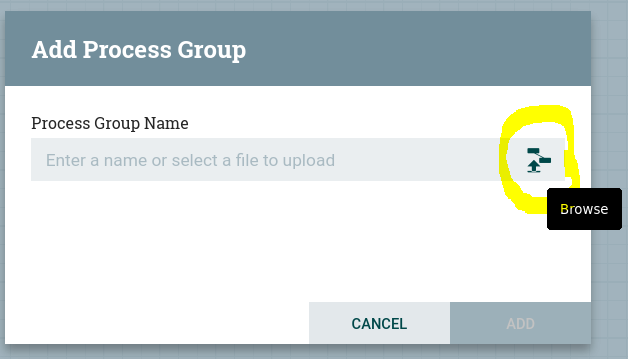 Add Process Group
Process Group Name
Enter a name or select a file to upload
Browse
CANCEL
ADD